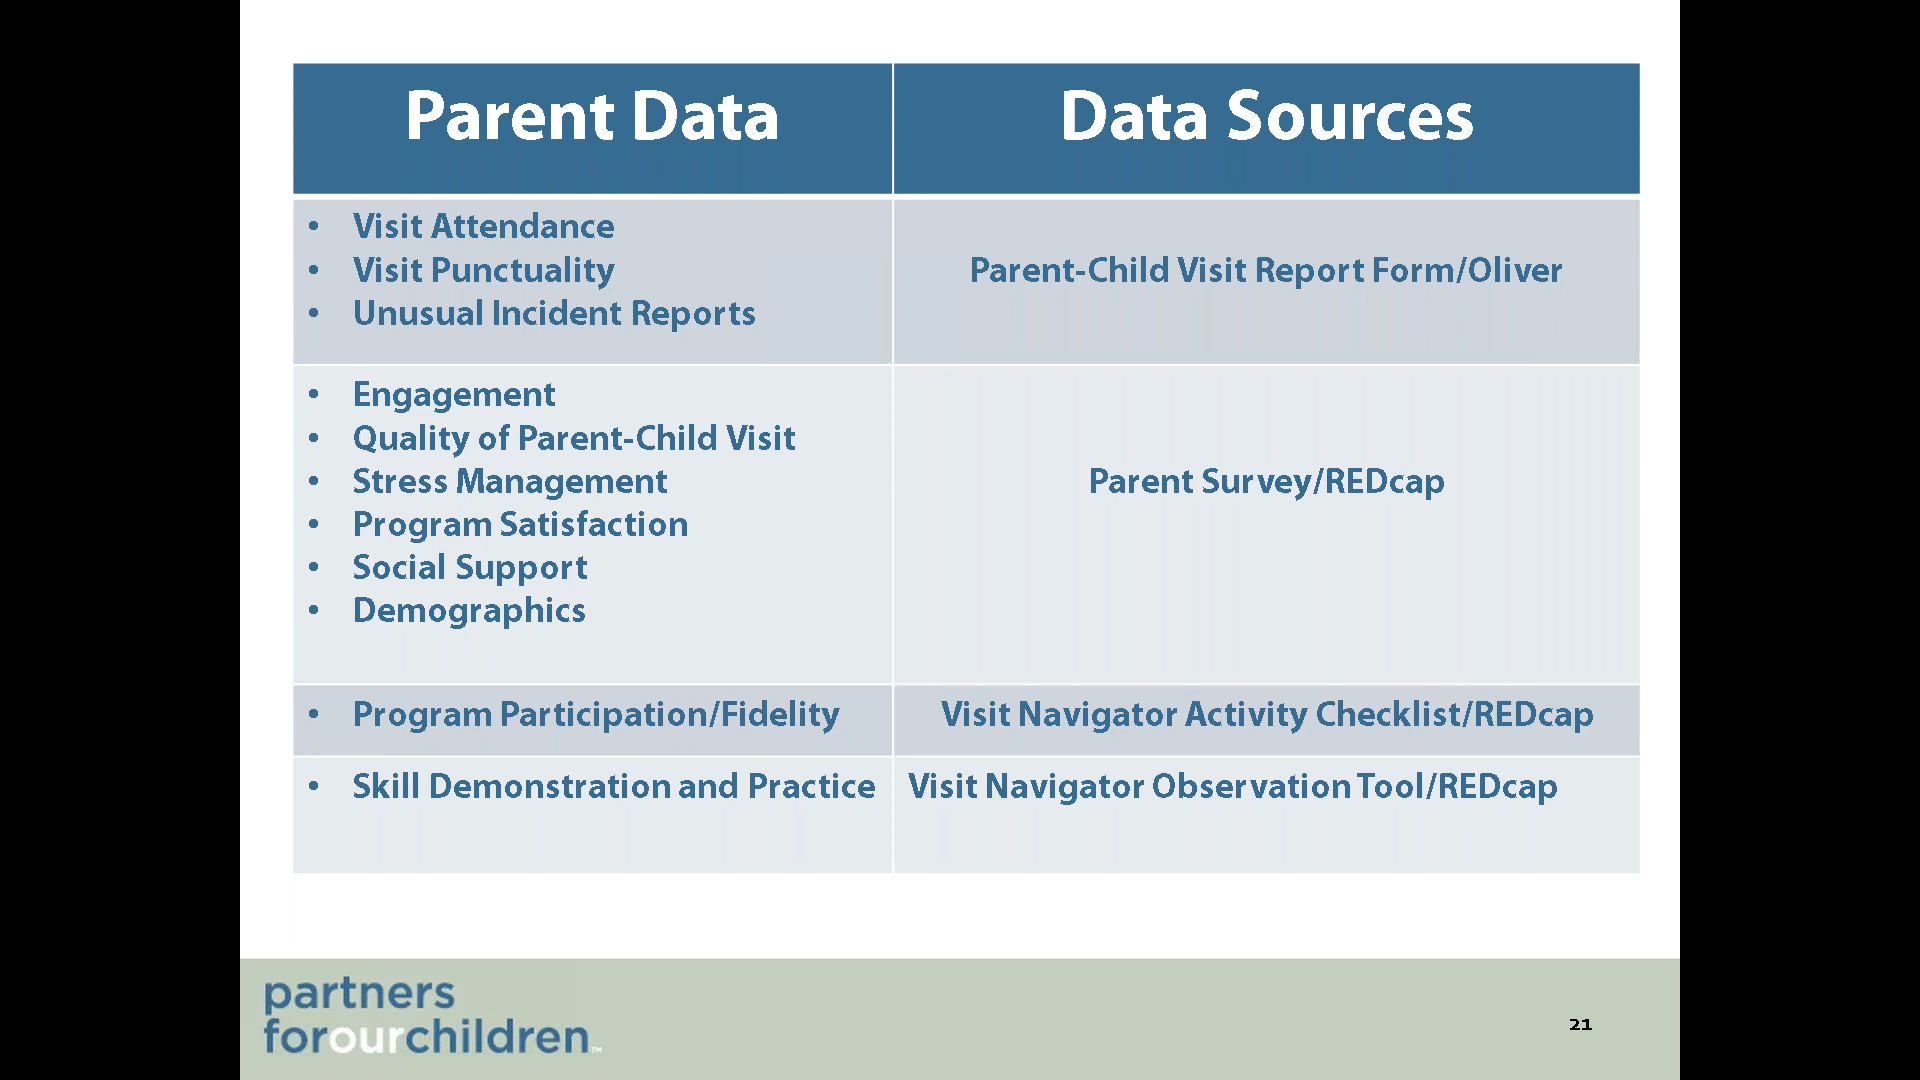 Parent Data
Data Sources
• Visit Attendance
• Visit Punctuality
• Unusual Incident Reports
Parent-Child Visit Report Form/Oliver
• Engagement
• Quality of Parent-Child Visit
• Stress Management
• Program Satisfaction
• Social Support
• Demographics
Parent Survey/REDcap
• Program Participation/Fidelity
Visit Navigator Activity Checklist/REDcap
• Skill Demonstration and Practice
Visit Navigator Observation Tool/REDcap
partners
forourchildren™
21